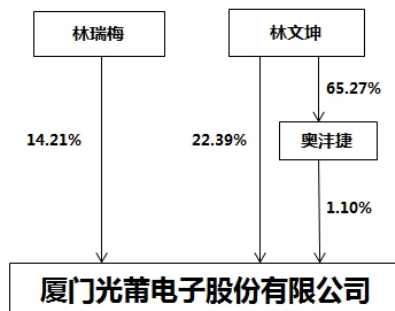 林瑞梅
林文坤
65.27%
14.21%
22.39%
奥沣捷
1.10%
厦门光莆电子股份有限公司